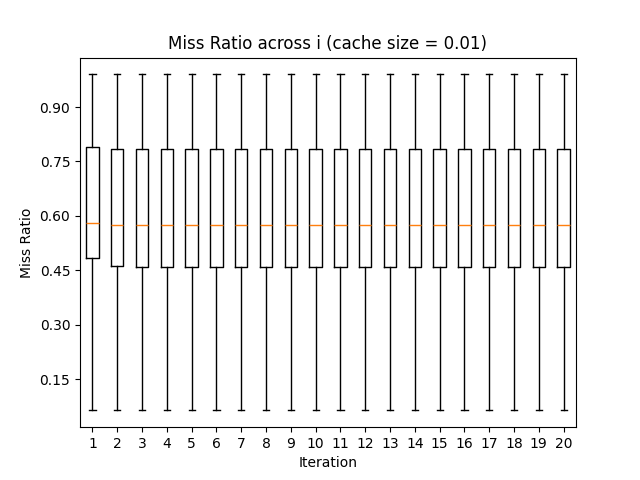 Miss Ratio across i (cache size = 0.01)
0.90
0.75
0.60
0.45
0.30
0.15
Miss Ratio
1 2 3 4 5 6 7 8 9 10 11 12 13 14 15 16 17 18 19 20
Iteration